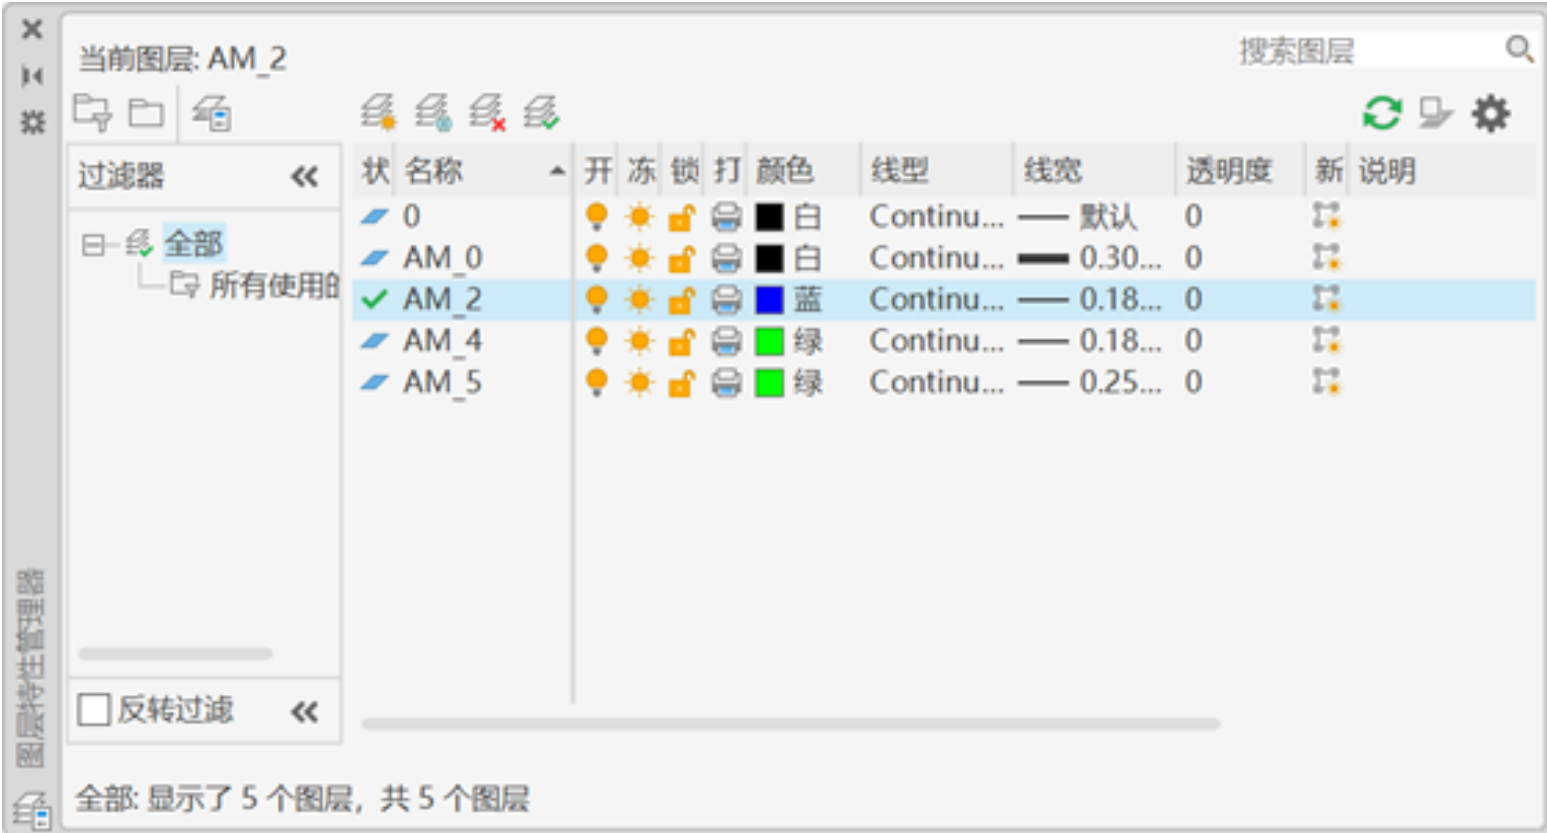 当前图层: AM_2
搜索图层
过滤器
全部
所有使用的
反转过滤
状 名称 开 冻 锁 打 颜色 线型 线宽 透明度 新 说明
0 白 Continu... 默认 0
AM_0 白 Continu... 0.30... 0
AM_2 蓝 Continu... 0.18... 0
AM_4 绿 Continu... 0.18... 0
AM_5 绿 Continu... 0.25... 0
图层特性管理器
全部: 显示了 5 个图层，共 5 个图层